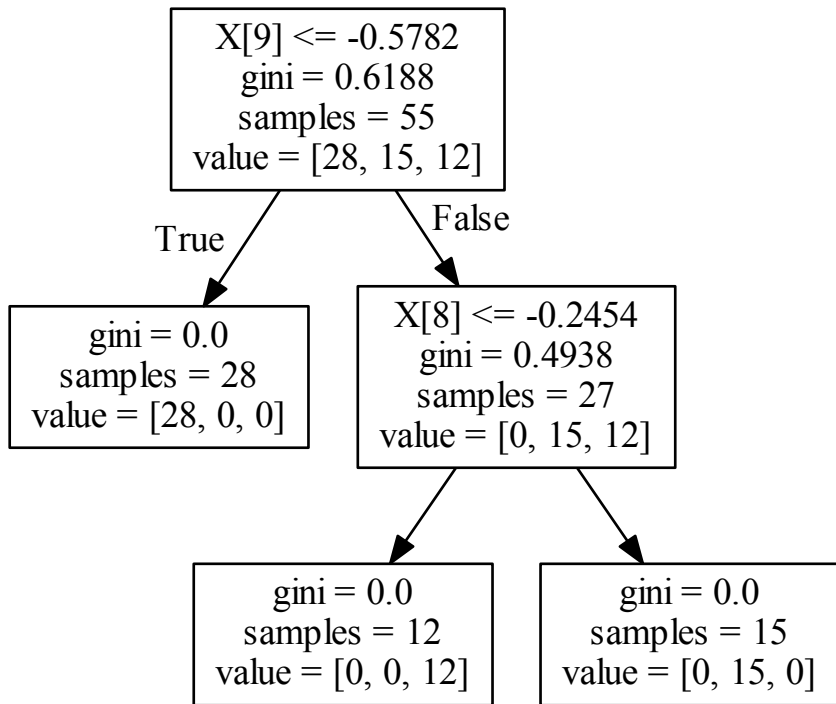 X[9] <= -0.5782
gini = 0.6188
samples = 55
value = [28, 15, 12]
True
False
gini = 0.0
samples = 28
value = [28, 0, 0]
X[8] <= -0.2454
gini = 0.4938
samples = 27
value = [0, 15, 12]
gini = 0.0
samples = 12
value = [0, 0, 12]
gini = 0.0
samples = 15
value = [0, 15, 0]